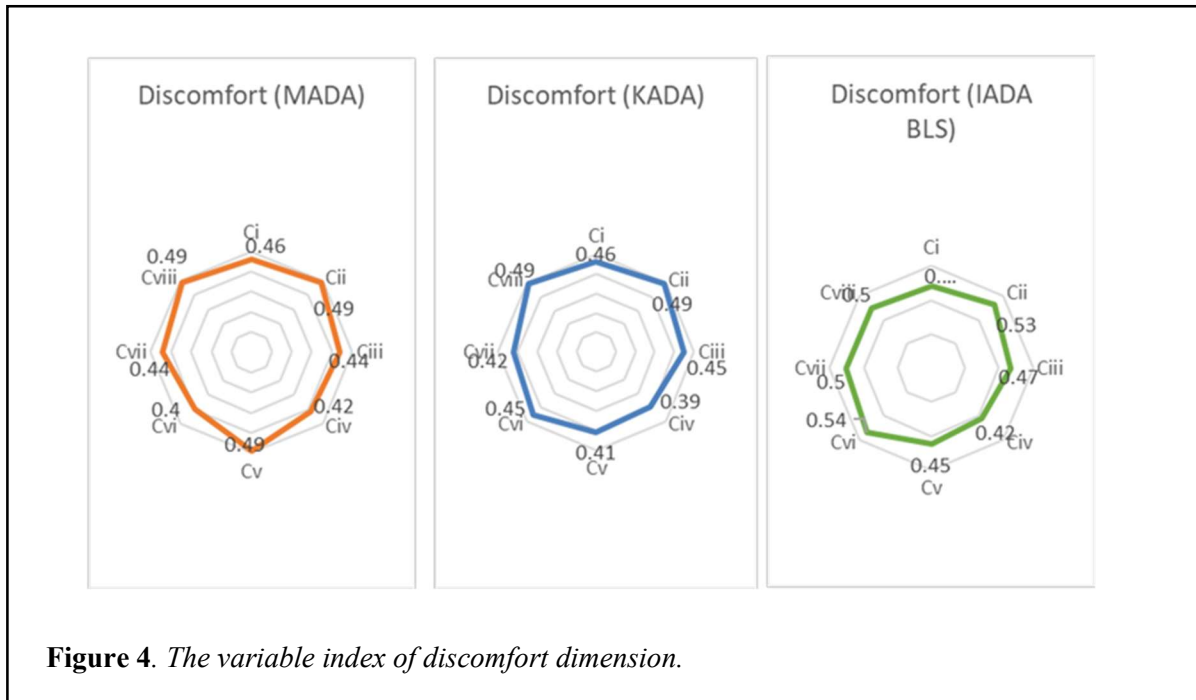 Discomfort (MADA)
Ci
0.46
0.49
Cviii
Cii
0.49
Cvii
0.44
Ciii
0.44
0.4
Cvi
0.42
Civ
0.49
Cv
Discomfort (KADA)
Ci
0.46
0.49
Cviii
Cii
0.49
Cvii
0.42
Ciii
0.45
0.45
Cvi
0.39
Civ
0.41
Cv
Discomfort (IADA
BLS)
Ci
0....
Cviii
0.5
Cii
0.53
Cvii
0.5
Ciii
0.47
0.54
Cvi
0.42
Civ
0.45
Cv
Figure 4. The variable index of discomfort dimension.